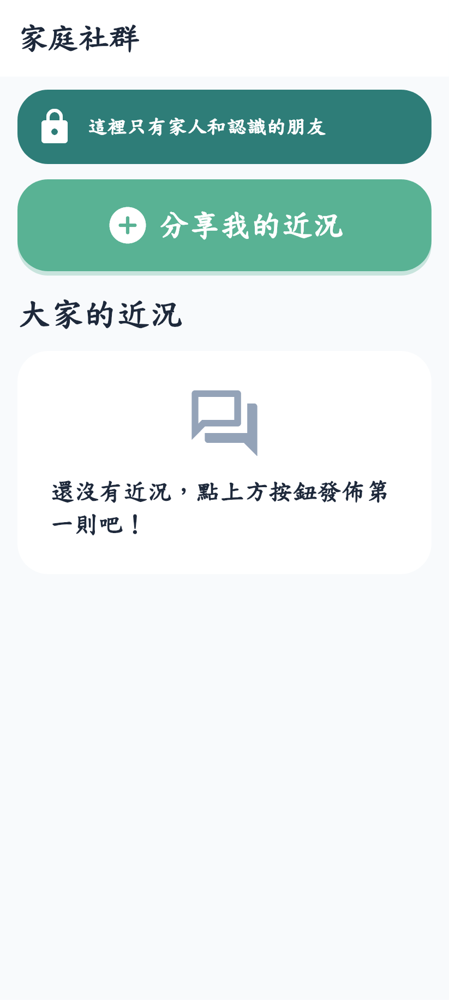 家庭社群
這裡只有家人和認識的朋友
分享我的近況
大家的近況
還沒有近況，點上方按鈕發佈第
一則吧！